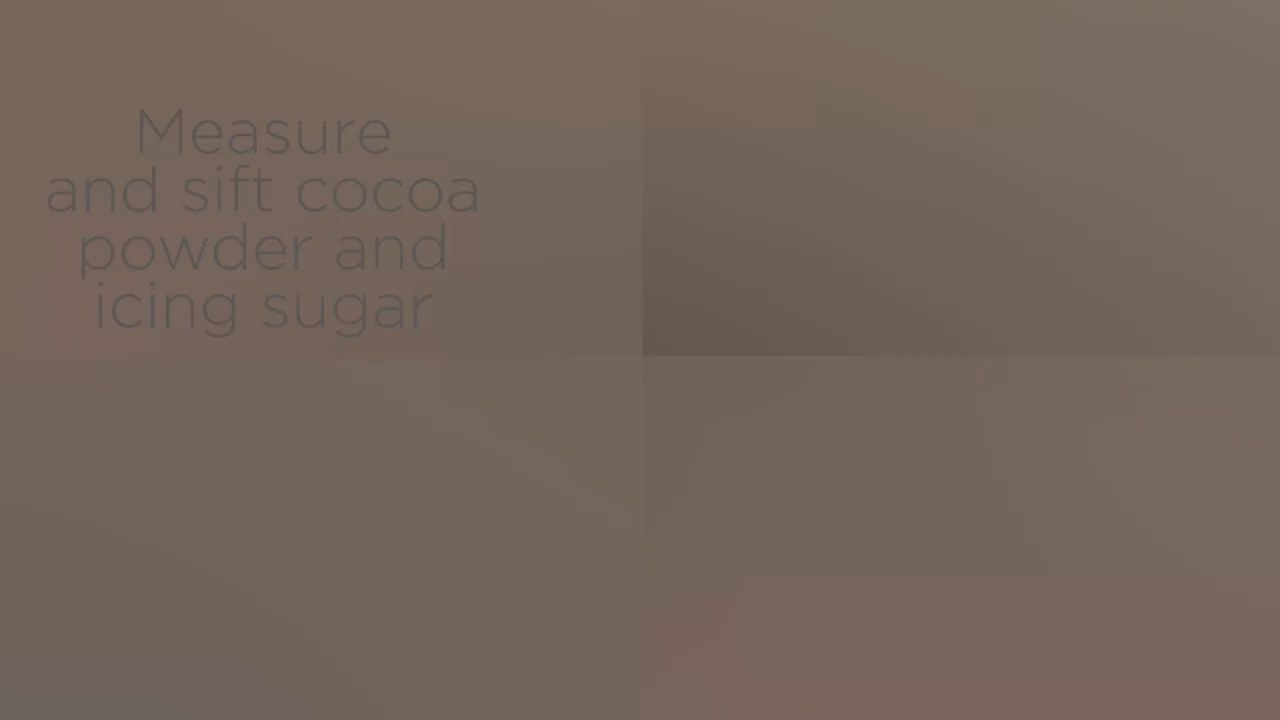 Measure
and sift cocoa
powder and
icing sugar